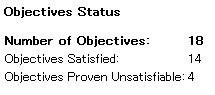 Objectives Status
Number of Objectives: 18
Objectives Satisfied: 14
Objectives Proven Unsatisfiable: 4